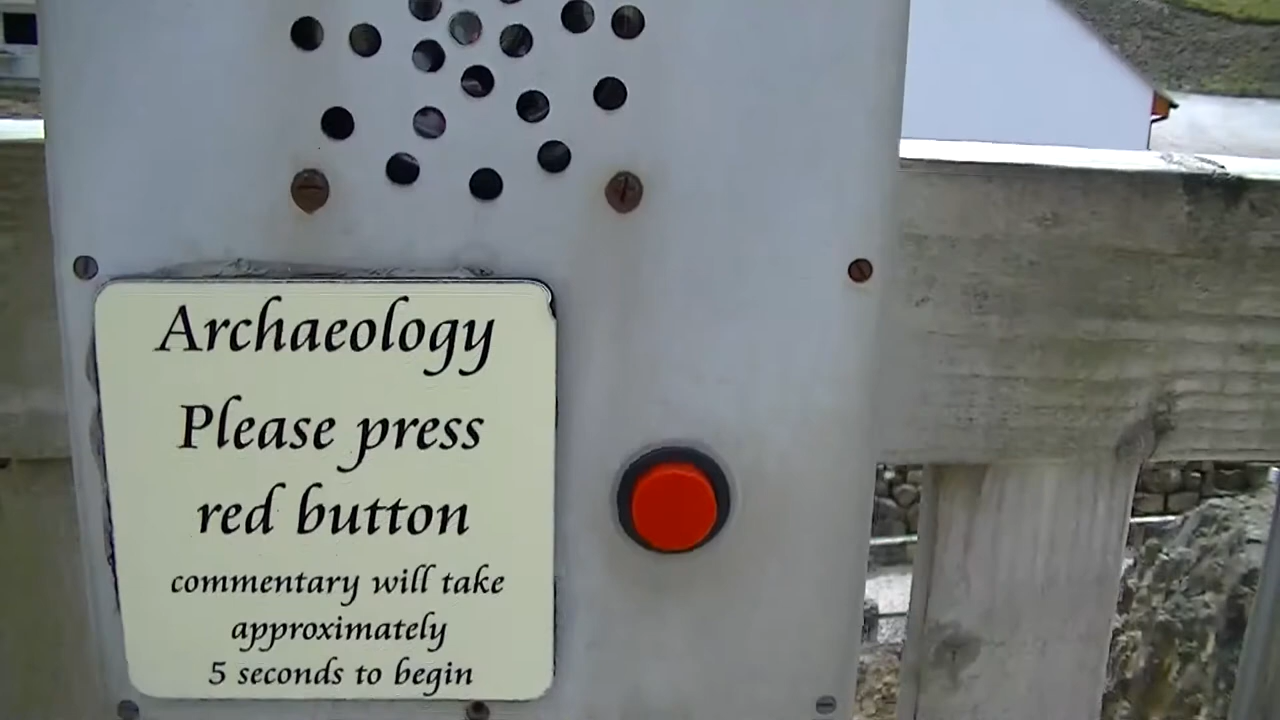 Archaeology
Please press
red button
commentary will take
approximately
5 seconds to begin